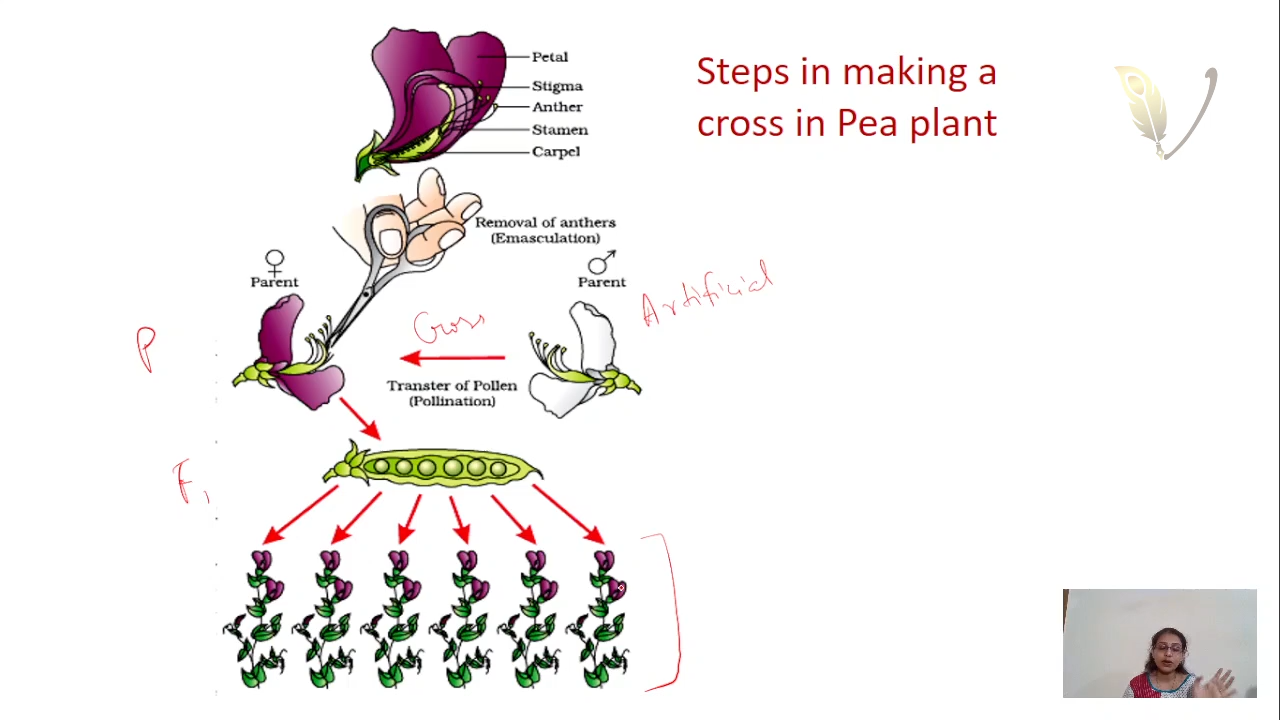 Petal
Stigma
Anther
Stamen
Carpel
Steps in making a
cross in Pea plant
Removal of anthers
(Emasculation)
♀
Parent
♂
Parent
Artificial
P
Cross
Transter of Pollen
(Pollination)
F1